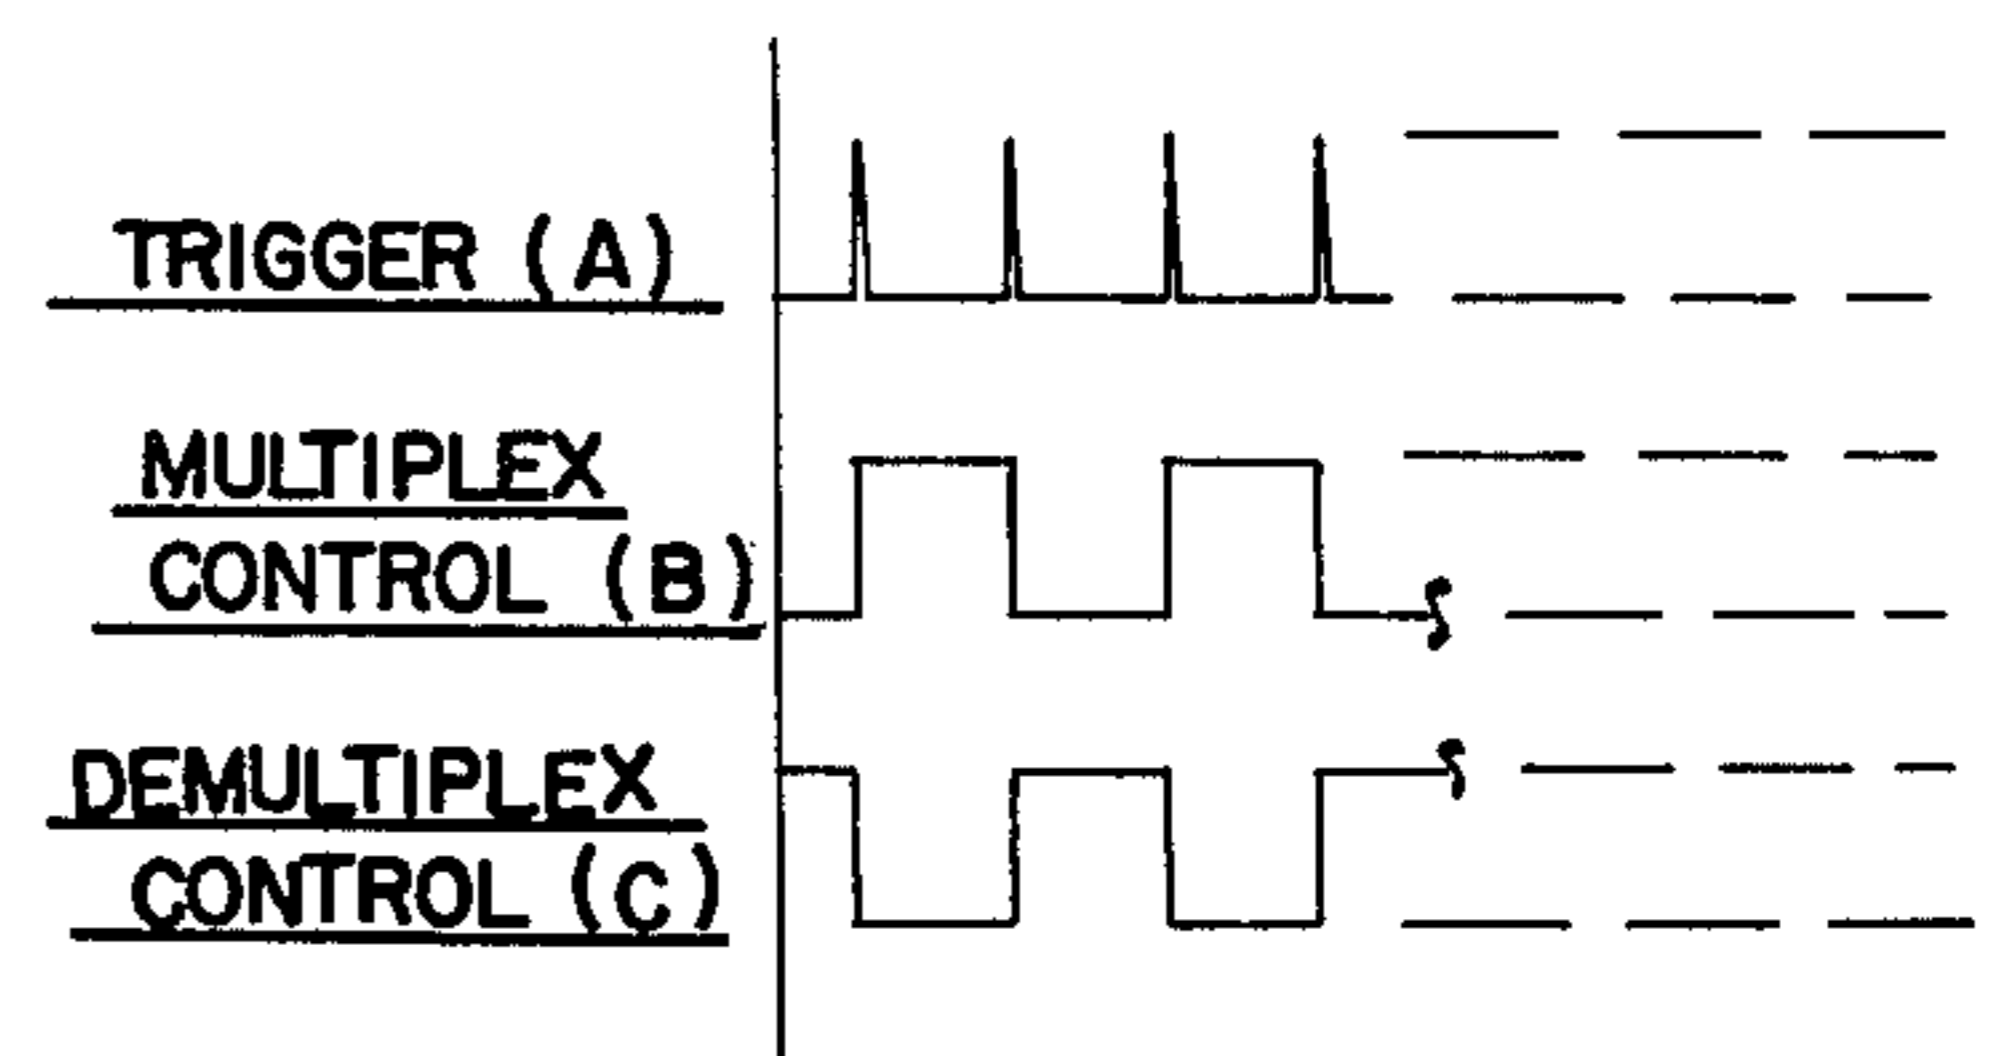 TRIGGER (A)
MULTIPLEX
CONTROL (B)
DEMULTIPLEX
CONTROL (C)